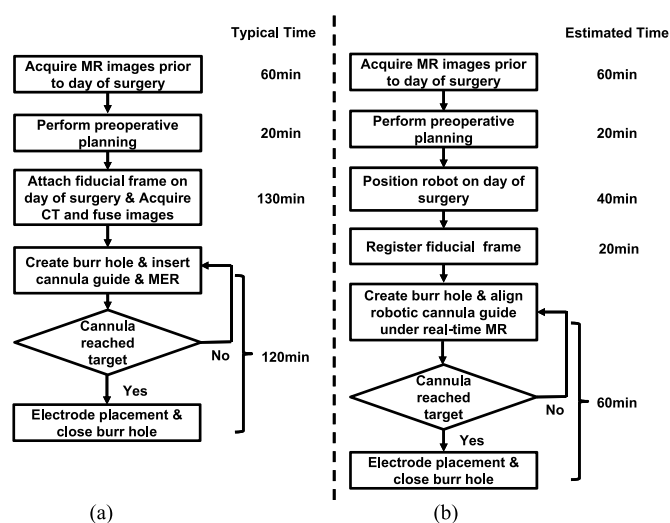 Typical Time
Acquire MR images prior
to day of surgery
60min
Perform preoperative
planning
20min
Attach fiducial frame on
day of surgery & Acquire
CT and fuse images
130min
Create burr hole & insert
cannula guide & MER
Cannula
reached
target
No
120min
Yes
Electrode placement &
close burr hole
(a)
Estimated Time
Acquire MR images prior
to day of surgery
60min
Perform preoperative
planning
20min
Position robot on day of
surgery
40min
Register fiducial frame
20min
Create burr hole & align
robotic cannula guide
under real-time MR
Cannula
reached
target
No
60min
Yes
Electrode placement &
close burr hole
(b)